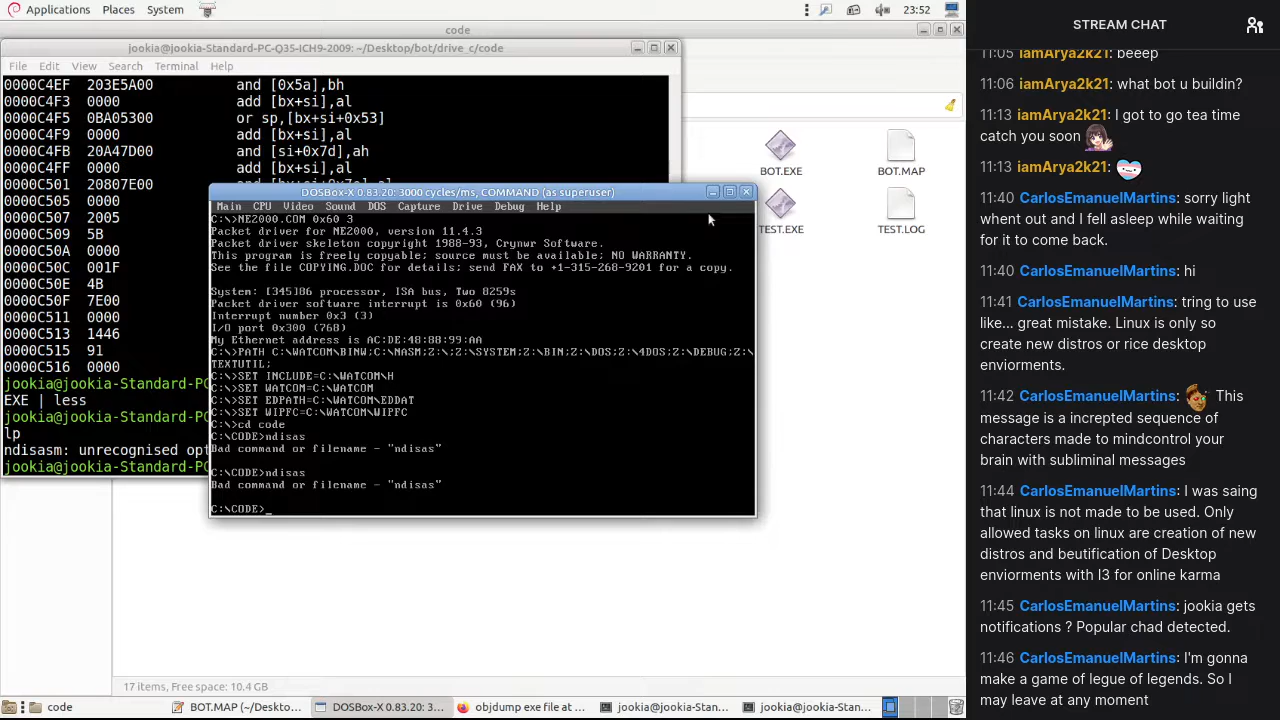 Applications Places System
23:52
code
jookia@jookia-Standard-PC-Q35-ICH9-2009: ~/Desktop/bot/drive_c/code
File Edit View Search Terminal Help
0000C4EF 203E5A00 and [0x5a],bh
0000C4F3 0000 add [bx+si],al
0000C4F5 0BA05300 or sp,[bx+si+0x53]
0000C4F9 0000 add [bx+si],al
0000C4FB 20A47D00 and [si+0x7d],ah
0000C4FF 0000 add [bx+si],al
0000C501 20807E00
0000C505 0000
0000C507 2005
0000C509 5B
0000C50A 0000
0000C50C 001F
0000C50E 4B
0000C50F 7E00
0000C511 0000
0000C513 1446
0000C515 91
0000C516 0000
jookia@jookia-Standard-PC
EXE | less
jookia@jookia-Standard-PC
lp
ndisasm: unrecognised opt
jookia@jookia-Standard-PC
BOT.EXE
BOT.MAP
TEST.EXE
TEST.LOG
DOSBox-X 0.83.20: 3000 cycles/ms, COMMAND (as superuser)
Main CPU Video Sound DOS Capture Drive Debug Help
C:\>NE2000.COM 0x60 3
Packet driver for NE2000, version 11.4.3
Packet driver skeleton copyright 1988-93, Crynwr Software.
This program is freely copyable; source must be available; NO WARRANTY.
See the file COPYING.DOC for details; send FAX to +1-315-268-9201 for a copy.
System: [345]86 processor, ISA bus, Two 8259s
Packet driver software interrupt is 0x60 (96)
Interrupt number 0x3 (3)
I/O port 0x300 (768)
My Ethernet address is AC:DE:48:88:99:AA
C:\>PATH C:\WATCOM\BINW;C:\NASM;Z:\;Z:\SYSTEM;Z:\BIN;Z:\DOS;Z:\4DOS;Z:\DEBUG;Z:\
TEXTUTIL;
C:\>SET INCLUDE=C:\WATCOM\H
C:\>SET WATCOM=C:\WATCOM
C:\>SET EDPATH=C:\WATCOM\EDDAT
C:\>SET WIPFC=C:\WATCOM\WIPFC
C:\>cd code
C:\CODE>ndisas
Bad command or filename - "ndisas"
C:\CODE>ndisas
Bad command or filename - "ndisas"
C:\CODE>_
17 items, Free space: 10.4 GB
code
BOT.MAP (~/Deskto...
DOSBox-X 0.83.20: 3...
objdump exe file at ...
jookia@jookia-Stan...
jookia@jookia-Stan...
STREAM CHAT
11:05 iamArya2k21: beeep
11:06 iamArya2k21: what bot u buildin?
11:13 iamArya2k21: I got to go tea time
catch you soon
11:13 iamArya2k21:
11:40 CarlosEmanuelMartins: sorry light
whent out and I fell asleep while waiting
for it to come back.
11:40 CarlosEmanuelMartins: hi
11:41 CarlosEmanuelMartins: tring to use
like... great mistake. Linux is only so
create new distros or rice desktop
enviorments.
11:42 CarlosEmanuelMartins: This
message is a increpted sequence of
characters made to mindcontrol your
brain with subliminal messages
11:44 CarlosEmanuelMartins: I was saing
that linux is not made to be used. Only
allowed tasks on linux are creation of new
distros and beutification of Desktop
enviorments with I3 for online karma
11:45 CarlosEmanuelMartins: jookia gets
notifications ? Popular chad detected.
11:46 CarlosEmanuelMartins: I'm gonna
make a game of legue of legends. So I
may leave at any moment